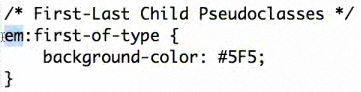 /* First-Last Child Pseudoclasses */
em:first-of-type {
    background-color: #5F5;
}